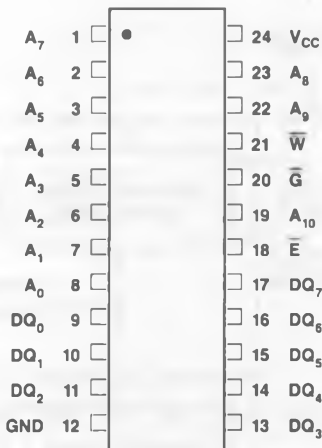 A₇ 1 24 V_CC
A₆ 2 23 A₈
A₅ 3 22 A₉
A₄ 4 21 W̅
A₃ 5 20 G̅
A₂ 6 19 A₁₀
A₁ 7 18 E̅
A₀ 8 17 DQ₇
DQ₀ 9 16 DQ₆
DQ₁ 10 15 DQ₅
DQ₂ 11 14 DQ₄
GND 12 13 DQ₃